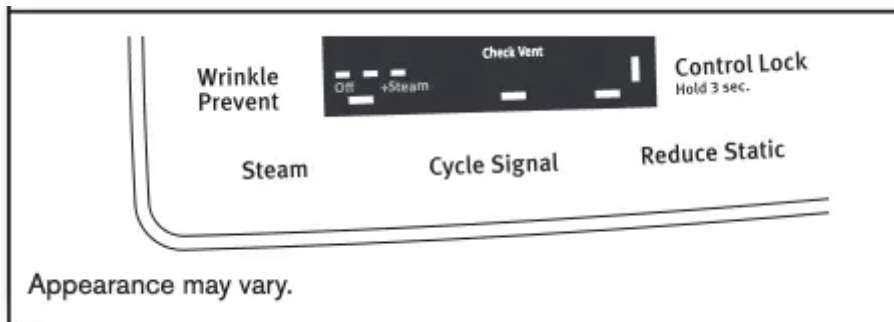 Check Vent
Wrinkle
Prevent
Off +Steam
Control Lock
Hold 3 sec.
Steam
Cycle Signal
Reduce Static
Appearance may vary.